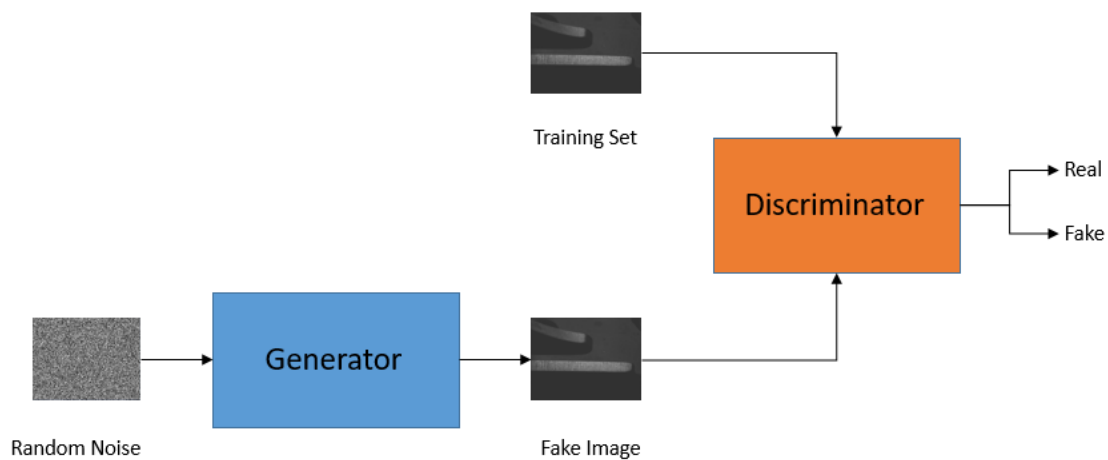 Training Set
Discriminator
Real
Fake
Generator
Random Noise
Fake Image